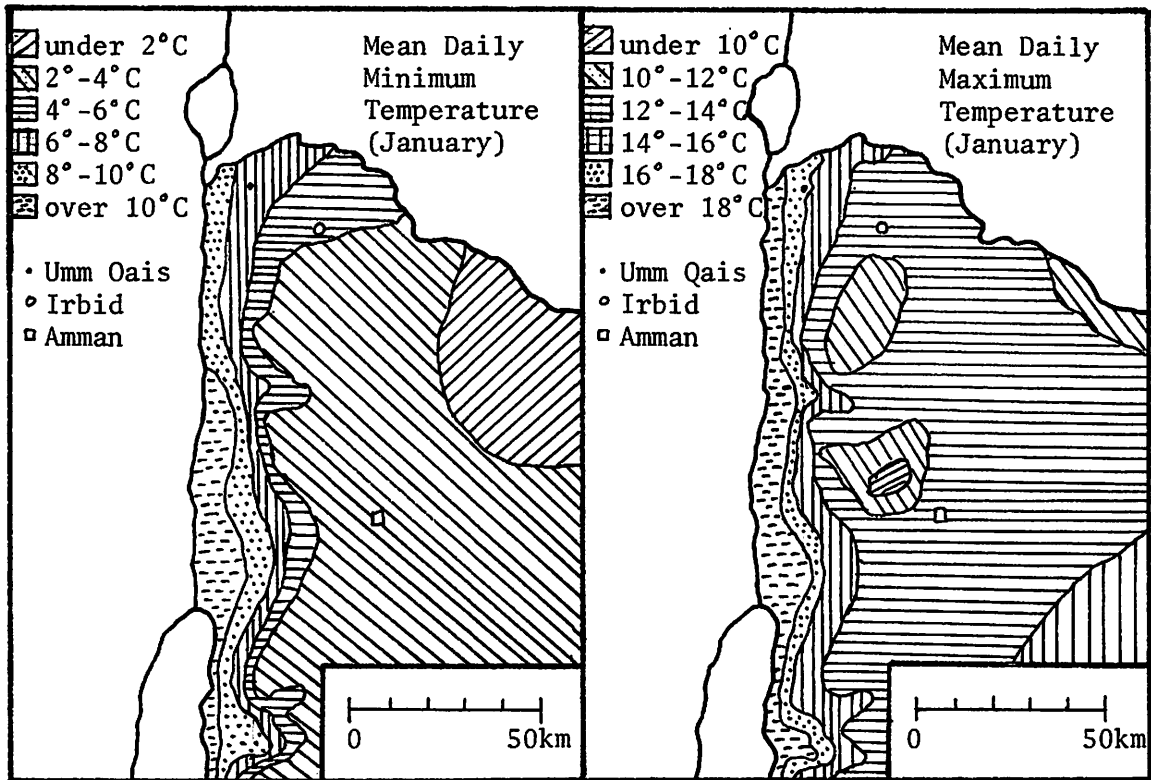 under 2°C
2°-4°C
4°-6°C
6°-8°C
8°-10°C
over 10°C
Mean Daily
Minimum
Temperature
(January)
Umm Oais
Irbid
Amman
0 50km
under 10°C
10°-12°C
12°-14°C
14°-16°C
16°-18°C
over 18°C
Mean Daily
Maximum
Temperature
(January)
Umm Qais
Irbid
Amman
0 50km